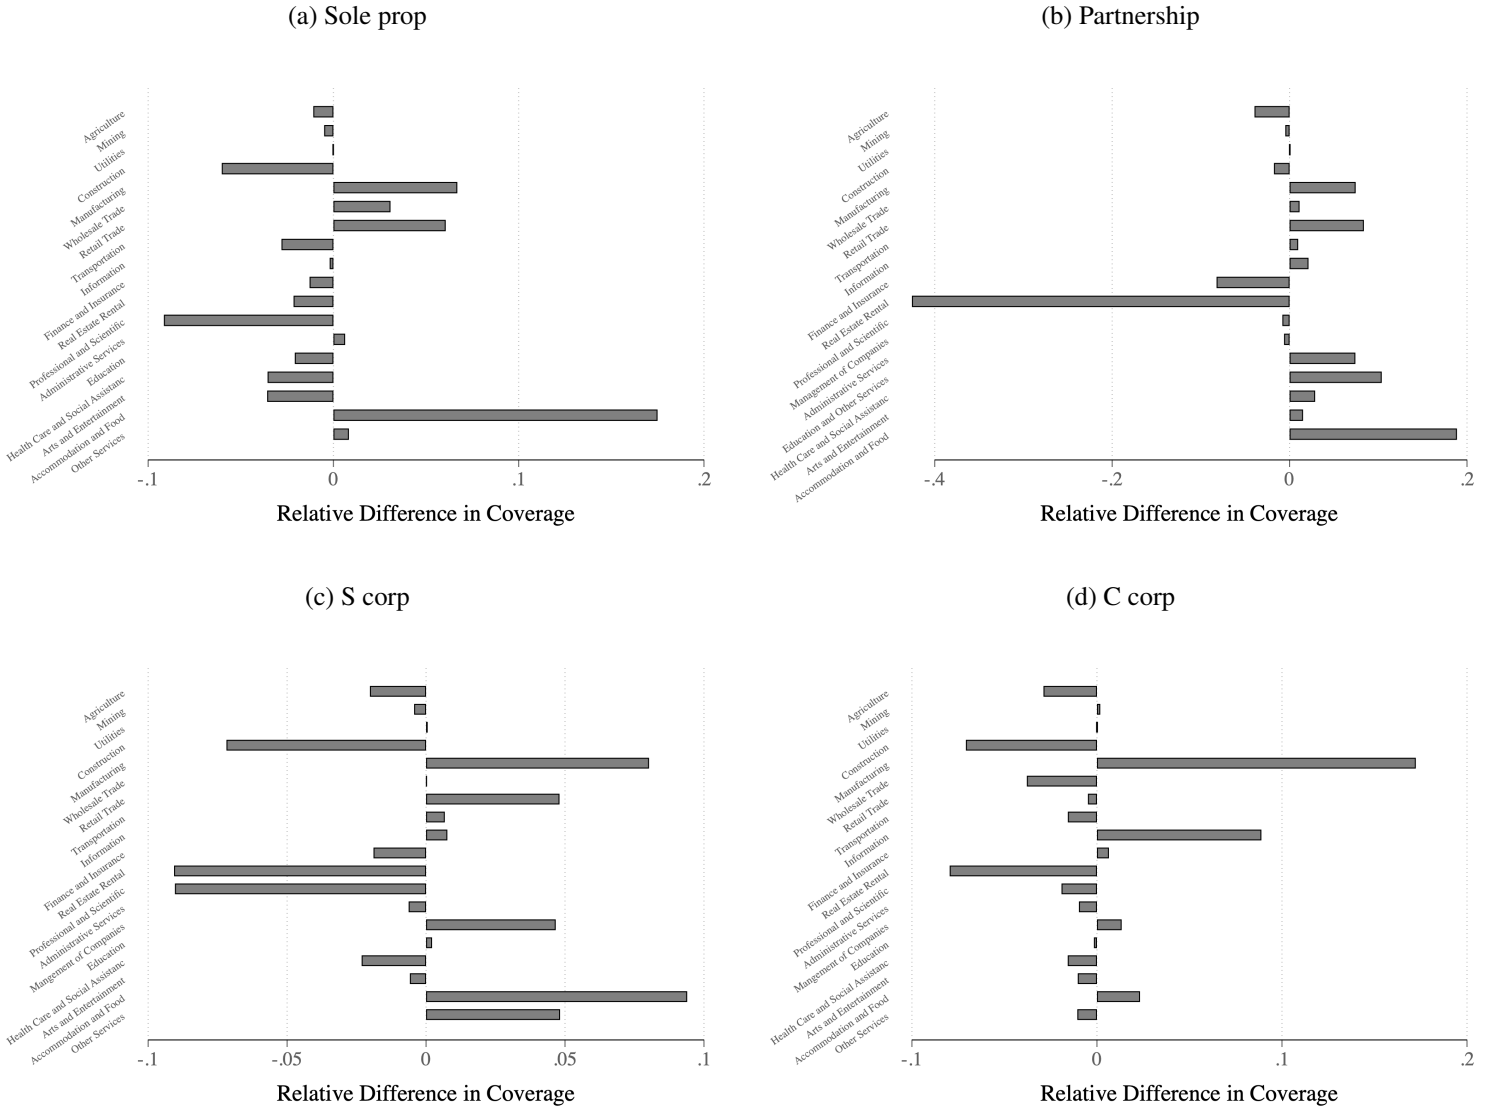 (a) Sole prop
Agriculture
Mining
Utilities
Construction
Manufacturing
Wholesale Trade
Retail Trade
Transportation
Information
Finance and Insurance
Real Estate Rental
Professional and Scientific
Administrative Services
Education
Health Care and Social Assistanc
Arts and Entertainment
Accommodation and Food
Other Services
-.1 0 .1 .2
Relative Difference in Coverage
(b) Partnership
Agriculture
Mining
Utilities
Construction
Manufacturing
Wholesale Trade
Retail Trade
Transportation
Information
Finance and Insurance
Real Estate Rental
Professional and Scientific
Management of Companies
Administrative Services
Education and Other Services
Health Care and Social Assistanc
Arts and Entertainment
Accommodation and Food
-.4 -.2 0 .2
Relative Difference in Coverage
(c) S corp
Agriculture
Mining
Utilities
Construction
Manufacturing
Wholesale Trade
Retail Trade
Transportation
Information
Finance and Insurance
Real Estate Rental
Professional and Scientific
Administrative Services
Mangement of Companies
Education
Health Care and Social Assistanc
Arts and Entertainment
Accommodation and Food
Other Services
-.1 -.05 0 .05 .1
Relative Difference in Coverage
(d) C corp
Agriculture
Mining
Utilities
Construction
Manufacturing
Wholesale Trade
Retail Trade
Transportation
Information
Finance and Insurance
Real Estate Rental
Professional and Scientific
Administrative Services
Mangement of Companies
Education
Health Care and Social Assistanc
Arts and Entertainment
Accommodation and Food
Other Services
-.1 0 .1 .2
Relative Difference in Coverage